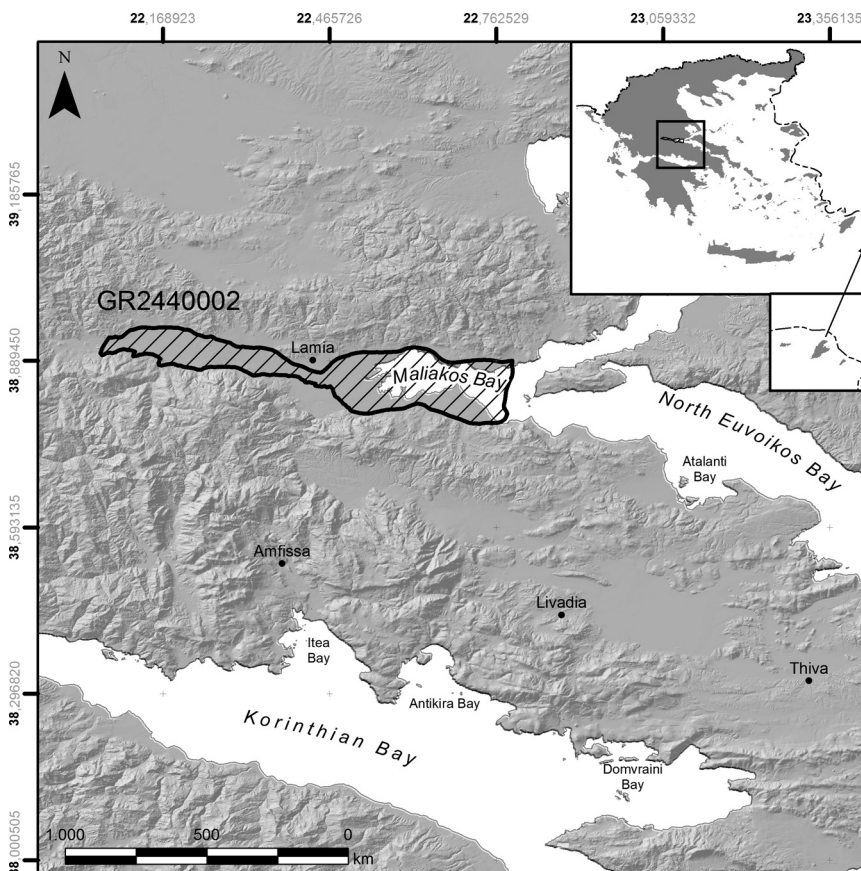 22,168923
22,465726
22,762529
23,059332
23,356135
N
39,185765
GR2440002
Lamia
38,889450
Maliakos Bay
North Euvoikos Bay
Atalanti
Bay
38,593135
Amfissa
Livadia
Itea
Bay
Thiva
38,296820
Antikira Bay
Korinthian Bay
Domvraini
Bay
1.000
500
0
km
38,000505